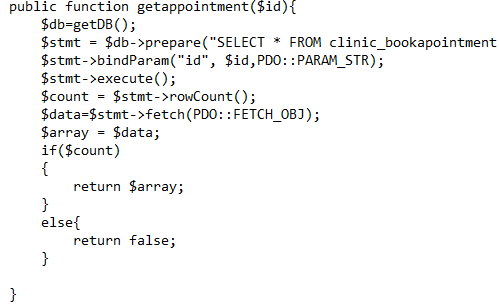 public function getappointment($id){
$db=getDB();
$stmt = $db->prepare("SELECT * FROM clinic_bookapointment
$stmt->bindParam("id", $id,PDO::PARAM_STR);
$stmt->execute();
$count = $stmt->rowCount();
$data=$stmt->fetch(PDO::FETCH_OBJ);
$array = $data;
if($count)
{
return $array;
}
else{
return false;
}
}